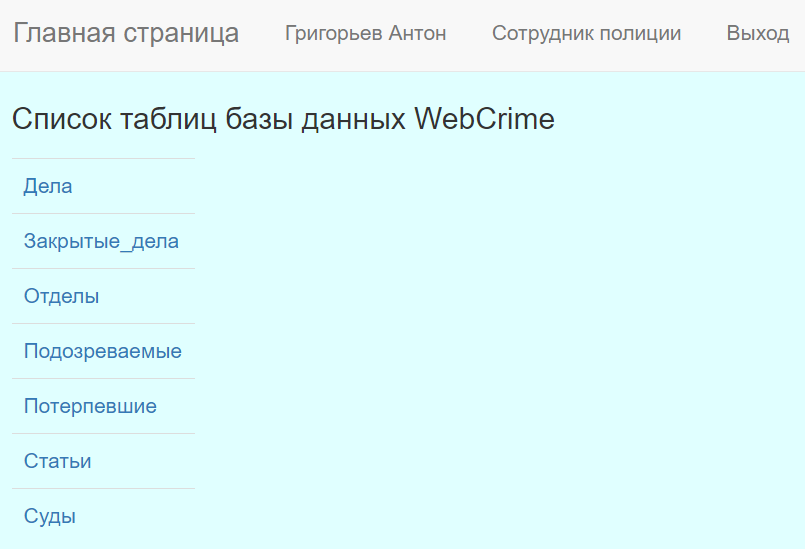 Главная страница Григорьев Антон Сотрудник полиции Выход
Список таблиц базы данных WebCrime
Дела
Закрытые_дела
Отделы
Подозреваемые
Потерпевшие
Статьи
Суды